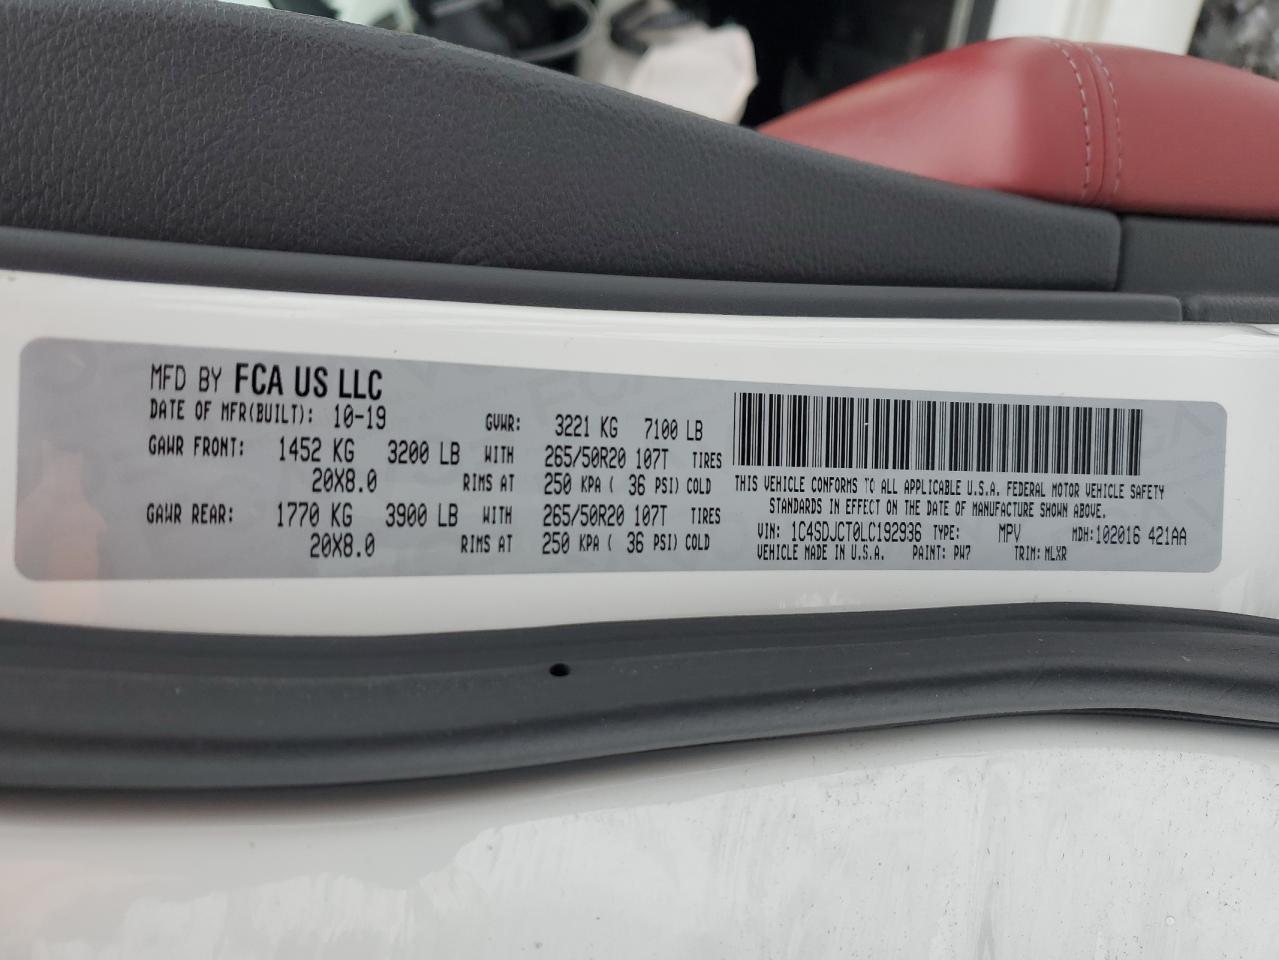 MFD BY FCA US LLC
DATE OF MFR(BUILT): 10-19 GVWR: 3221 KG 7100 LB
GAWR FRONT: 1452 KG 3200 LB WITH 265/50R20 107T TIRES
20X8.0 RIMS AT 250 KPA ( 36 PSI) COLD
GAWR REAR: 1770 KG 3900 LB WITH 265/50R20 107T TIRES
20X8.0 RIMS AT 250 KPA ( 36 PSI) COLD
THIS VEHICLE CONFORMS TO ALL APPLICABLE U.S.A. FEDERAL MOTOR VEHICLE SAFETY
STANDARDS IN EFFECT ON THE DATE OF MANUFACTURE SHOWN ABOVE.
VIN: 1C4SDJCT0LC192936 TYPE: MPV MDH:102016 421AA
VEHICLE MADE IN U.S.A. PAINT: PW7 TRIM: MLXR